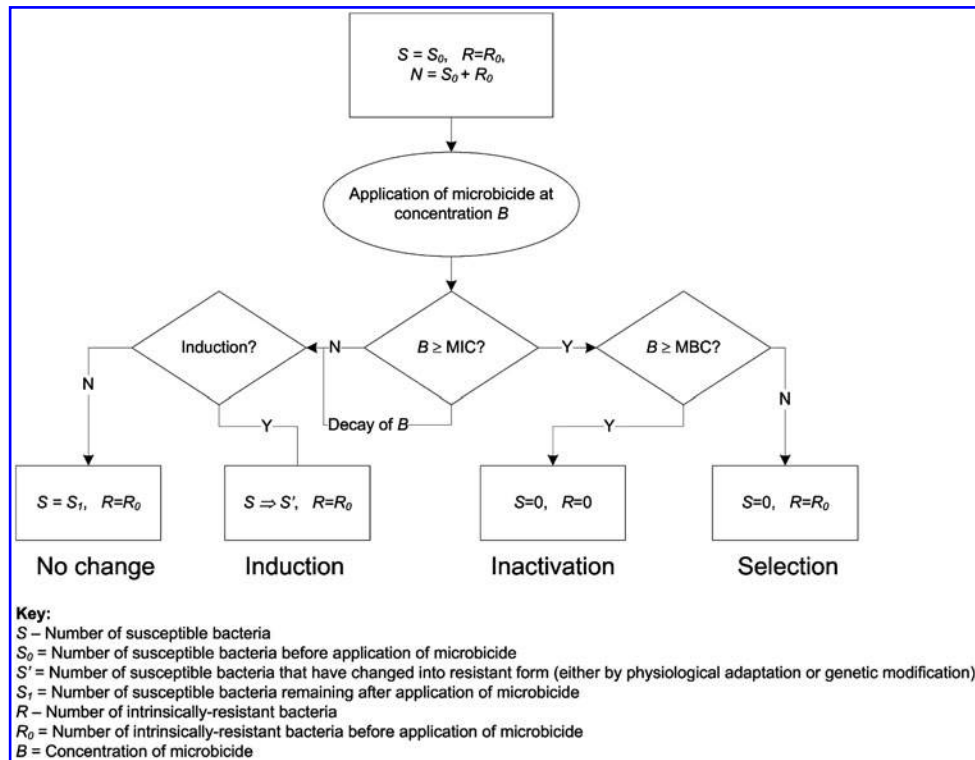 S = S₀, R=R₀,
N = S₀ + R₀
Application of microbicide at
concentration B
Induction?
N
B ≥ MIC?
Y
B ≥ MBC?
N
Decay of B
N
Y
Y
S = S₁, R=R₀
S ⇒ S', R=R₀
S=0, R=0
S=0, R=R₀
No change
Induction
Inactivation
Selection
Key:
S – Number of susceptible bacteria
S₀ = Number of susceptible bacteria before application of microbicide
S' = Number of susceptible bacteria that have changed into resistant form (either by physiological adaptation or genetic modification)
S₁ = Number of susceptible bacteria remaining after application of microbicide
R – Number of intrinsically-resistant bacteria
R₀ = Number of intrinsically-resistant bacteria before application of microbicide
B = Concentration of microbicide